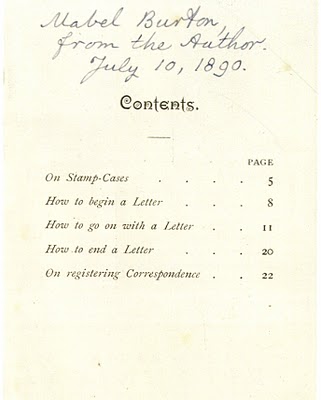 Mabel Burton,
from the Author.
July 10, 1890.
Contents.
PAGE
On Stamp-Cases . . . . 5
How to begin a Letter . . . 8
How to go on with a Letter . . 11
How to end a Letter . . . 20
On registering Correspondence . . 22